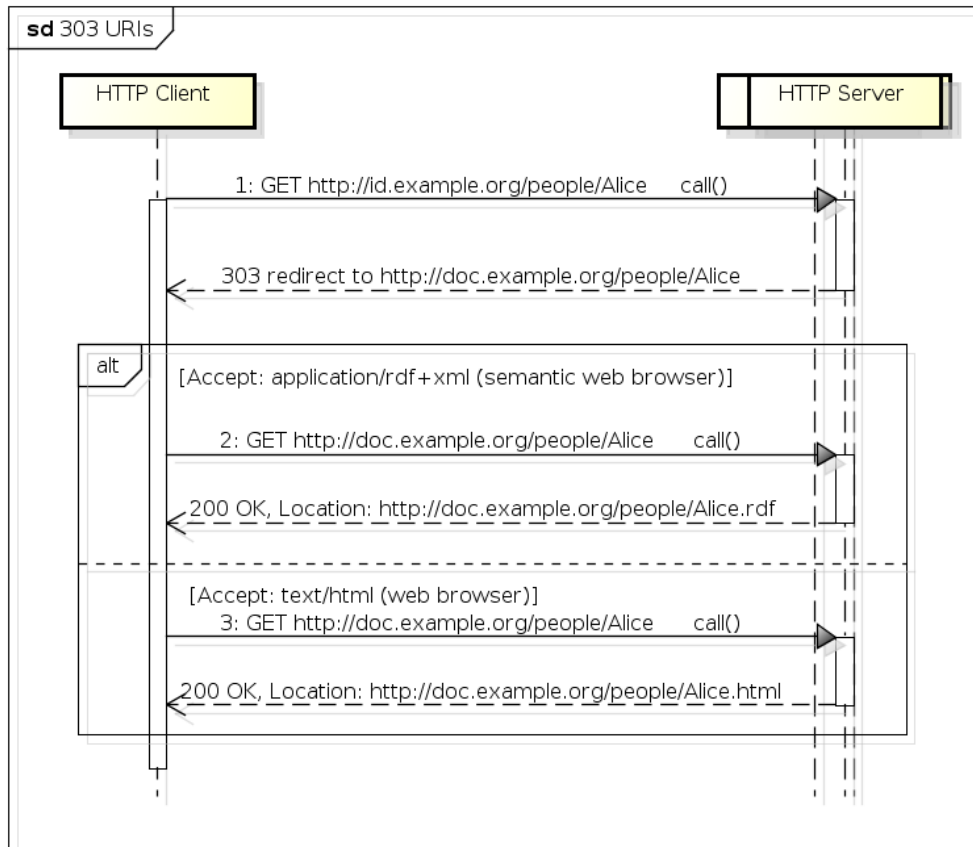 sd 303 URIs
HTTP Client
HTTP Server
1: GET http://id.example.org/people/Alice call()
303 redirect to http://doc.example.org/people/Alice
alt
[Accept: application/rdf+xml (semantic web browser)]
2: GET http://doc.example.org/people/Alice call()
200 OK, Location: http://doc.example.org/people/Alice.rdf
[Accept: text/html (web browser)]
3: GET http://doc.example.org/people/Alice call()
200 OK, Location: http://doc.example.org/people/Alice.html